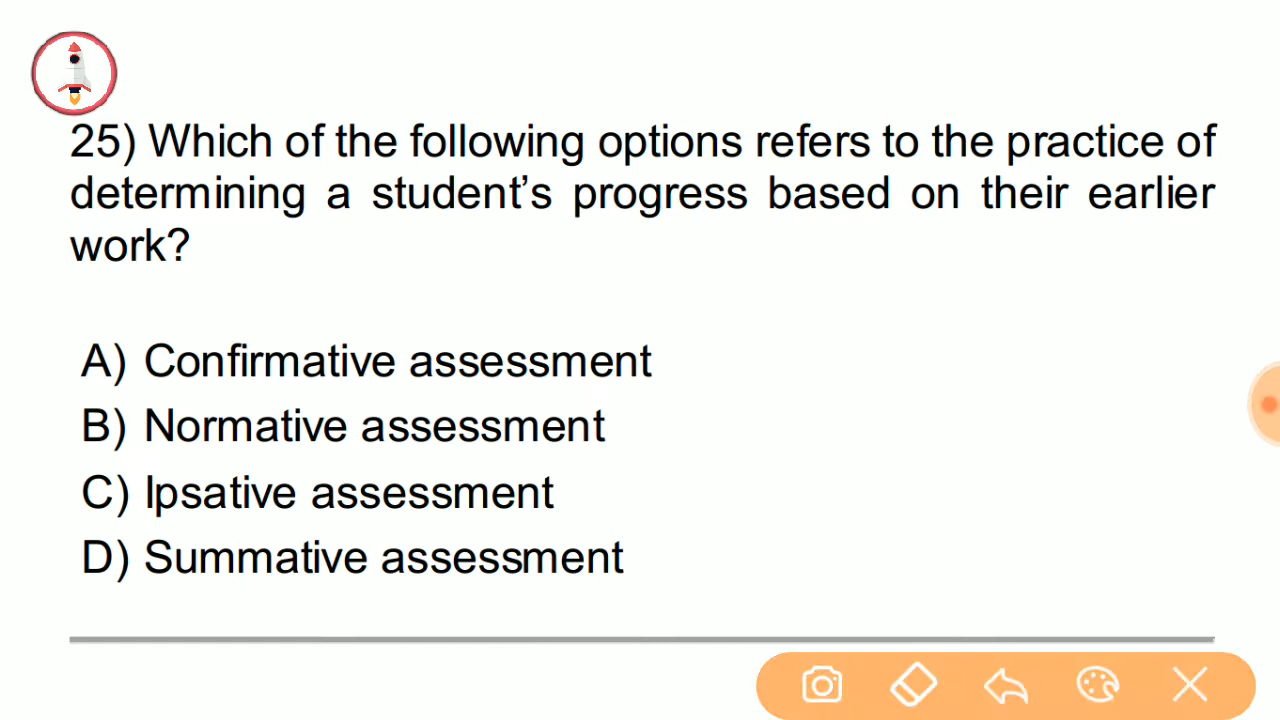 25) Which of the following options refers to the practice of
determining a student’s progress based on their earlier
work?
A) Confirmative assessment
B) Normative assessment
C) Ipsative assessment
D) Summative assessment